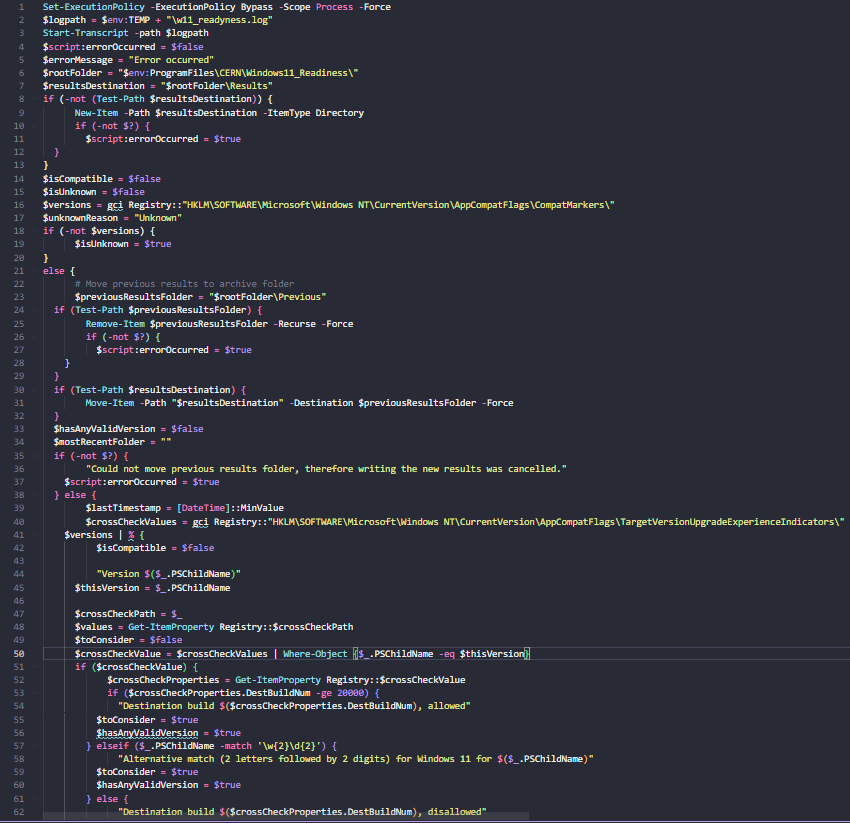 1 Set-ExecutionPolicy -ExecutionPolicy Bypass -Scope Process -Force
2 $logpath = $env:TEMP + "\w11_readyness.log"
3 Start-Transcript -path $logpath
4 $script:errorOccurred = $false
5 $errorMessage = "Error occurred"
6 $rootFolder = "$env:ProgramFiles\CERN\Windows11_Readiness\"
7 $resultsDestination = "$rootFolder\Results"
8 if (-not (Test-Path $resultsDestination)) {
9 New-Item -Path $resultsDestination -ItemType Directory
10 if (-not $?) {
11 $script:errorOccurred = $true
12 }
13 }
14 $isCompatible = $false
15 $isUnknown = $false
16 $versions = gci Registry::"HKLM\SOFTWARE\Microsoft\Windows NT\CurrentVersion\AppCompatFlags\CompatMarkers\"
17 $unknownReason = "Unknown"
18 if (-not $versions) {
19 $isUnknown = $true
20 }
21 else {
22 # Move previous results to archive folder
23 $previousResultsFolder = "$rootFolder\Previous"
24 if (Test-Path $previousResultsFolder) {
25 Remove-Item $previousResultsFolder -Recurse -Force
26 if (-not $?) {
27 $script:errorOccurred = $true
28 }
29 }
30 if (Test-Path $resultsDestination) {
31 Move-Item -Path "$resultsDestination" -Destination $previousResultsFolder -Force
32 }
33 $hasAnyValidVersion = $false
34 $mostRecentFolder = ""
35 if (-not $?) {
36 "Could not move previous results folder, therefore writing the new results was cancelled."
37 $script:errorOccurred = $true
38 } else {
39 $lastTimestamp = [DateTime]::MinValue
40 $crossCheckValues = gci Registry::"HKLM\SOFTWARE\Microsoft\Windows NT\CurrentVersion\AppCompatFlags\TargetVersionUpgradeExperienceIndicators\"
41 $versions | % {
42 $isCompatible = $false
43
44 "Version $($_.PSChildName)"
45 $thisVersion = $_.PSChildName
46
47 $crossCheckPath = $_
48 $values = Get-ItemProperty Registry::$crossCheckPath
49 $toConsider = $false
50 $crossCheckValue = $crossCheckValues | Where-Object {$_.PSChildName -eq $thisVersion}
51 if ($crossCheckValue) {
52 $crossCheckProperties = Get-ItemProperty Registry::$crossCheckValue
53 if ($crossCheckProperties.DestBuildNum -ge 20000) {
54 "Destination build $($crossCheckProperties.DestBuildNum), allowed"
55 $toConsider = $true
56 $hasAnyValidVersion = $true
57 } elseif ($_.PSChildName -match '\w{2}\d{2}') {
58 "Alternative match (2 letters followed by 2 digits) for Windows 11 for $($_.PSChildName)"
59 $toConsider = $true
60 $hasAnyValidVersion = $true
61 } else {
62 "Destination build $($crossCheckProperties.DestBuildNum), disallowed"